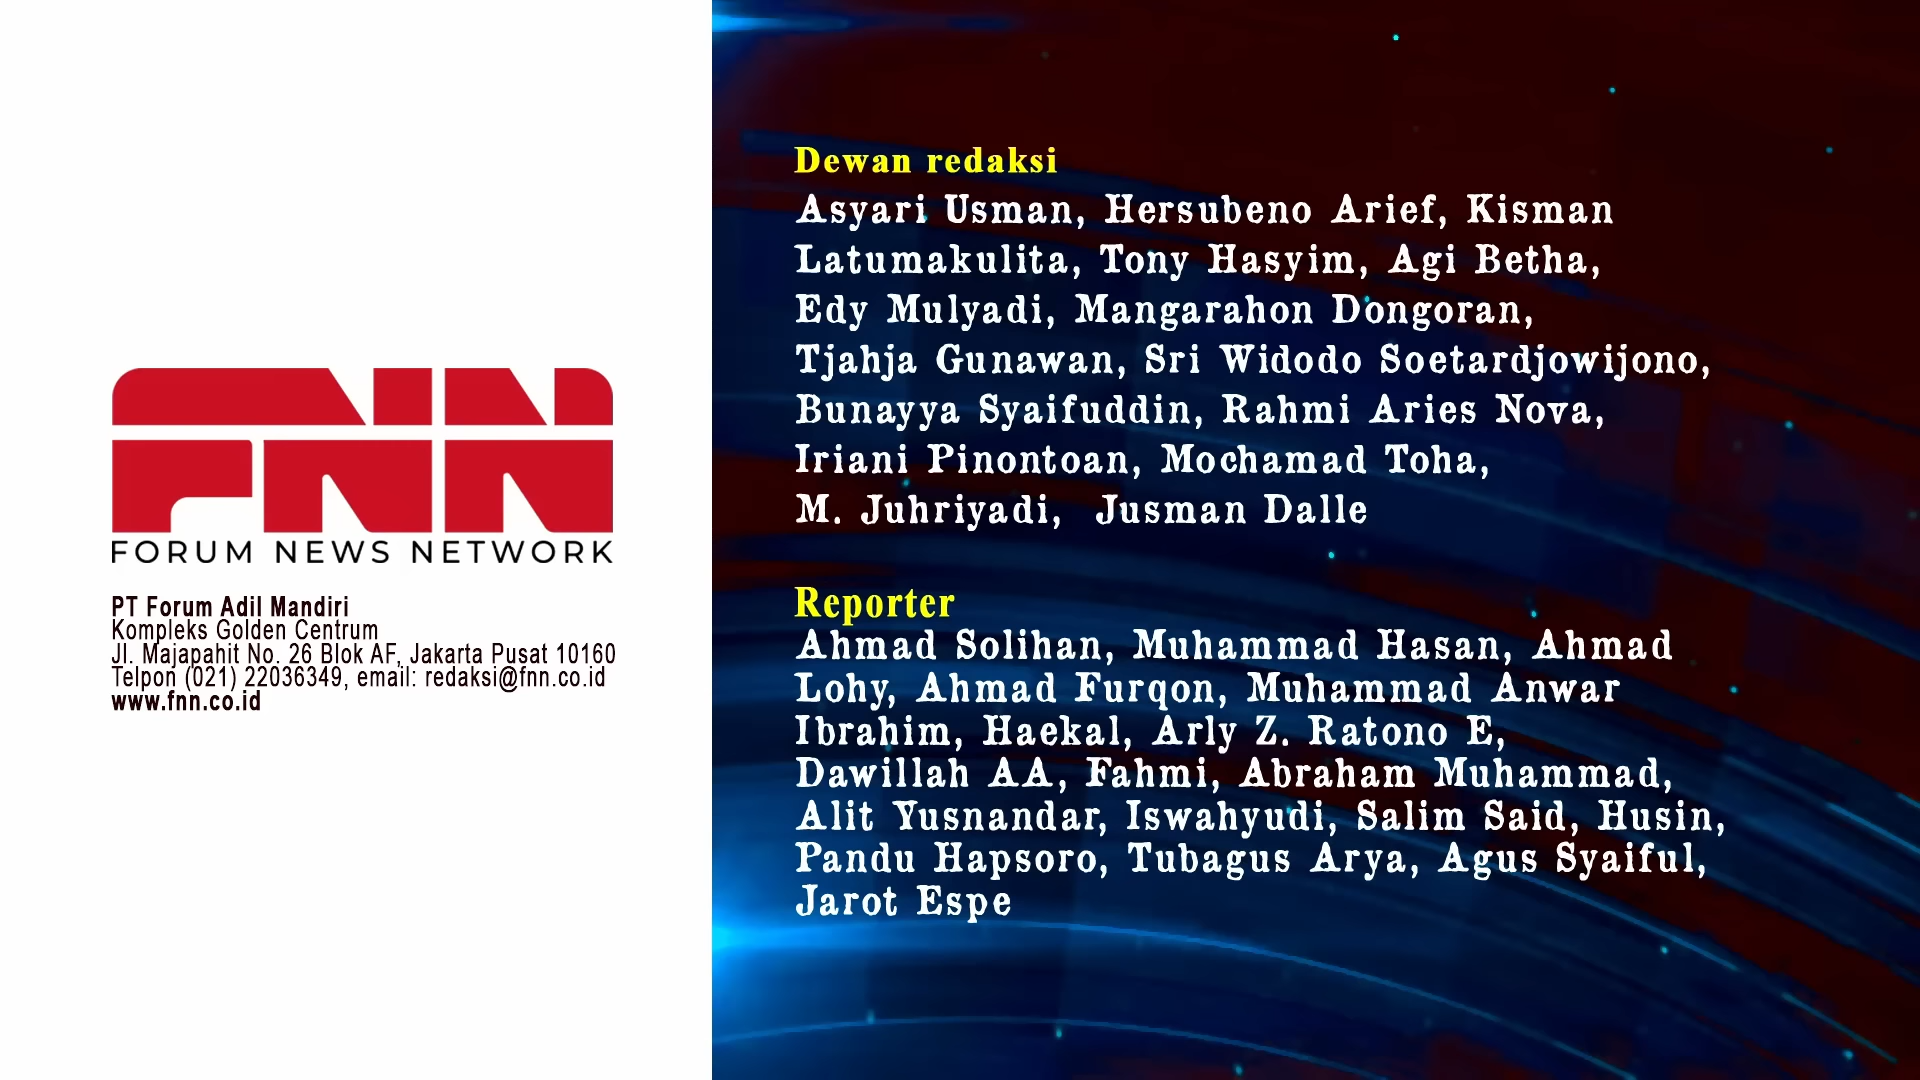 FNN
FORUM NEWS NETWORK
PT Forum Adil Mandiri
Kompleks Golden Centrum
Jl. Majapahit No. 26 Blok AF, Jakarta Pusat 10160
Telpon (021) 22036349, email: redaksi@fnn.co.id
www.fnn.co.id
Dewan redaksi
Asyari Usman, Hersubeno Arief, Kisman
Latumakulita, Tony Hasyim, Agi Betha,
Edy Mulyadi, Mangarahon Dongoran,
Tjahja Gunawan, Sri Widodo Soetardjowijono,
Bunayya Syaifuddin, Rahmi Aries Nova,
Iriani Pinontoan, Mochamad Toha,
M. Juhriyadi,  Jusman Dalle
Reporter
Ahmad Solihan, Muhammad Hasan, Ahmad
Lohy, Ahmad Furqon, Muhammad Anwar
Ibrahim, Haekal, Arly Z. Ratono E,
Dawillah AA, Fahmi, Abraham Muhammad,
Alit Yusnandar, Iswahyudi, Salim Said, Husin,
Pandu Hapsoro, Tubagus Arya, Agus Syaiful,
Jarot Espe